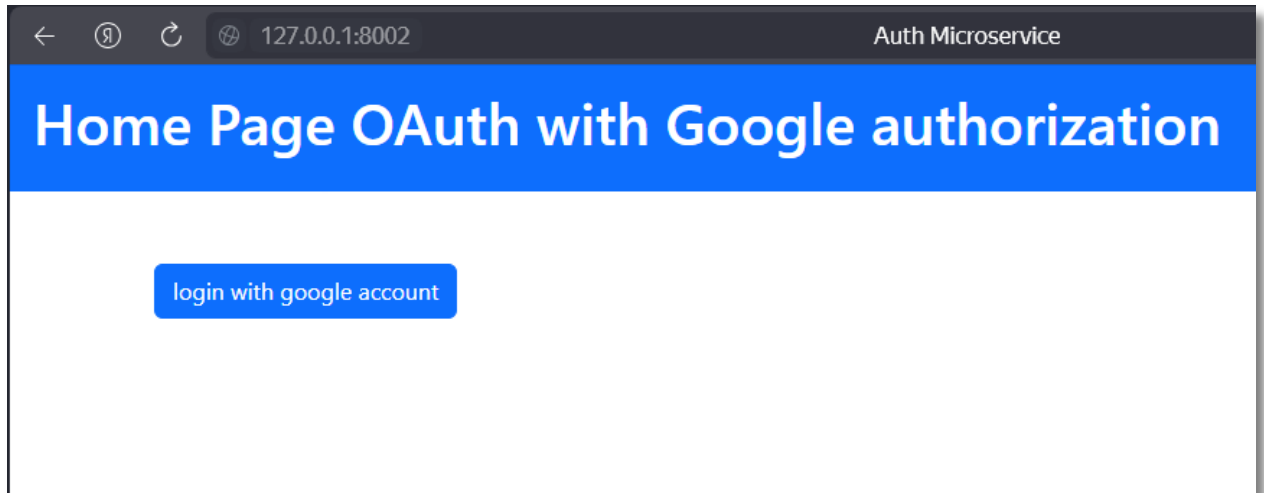 Я 127.0.0.1:8002 Auth Microservice
Home Page OAuth with Google authorization
login with google account